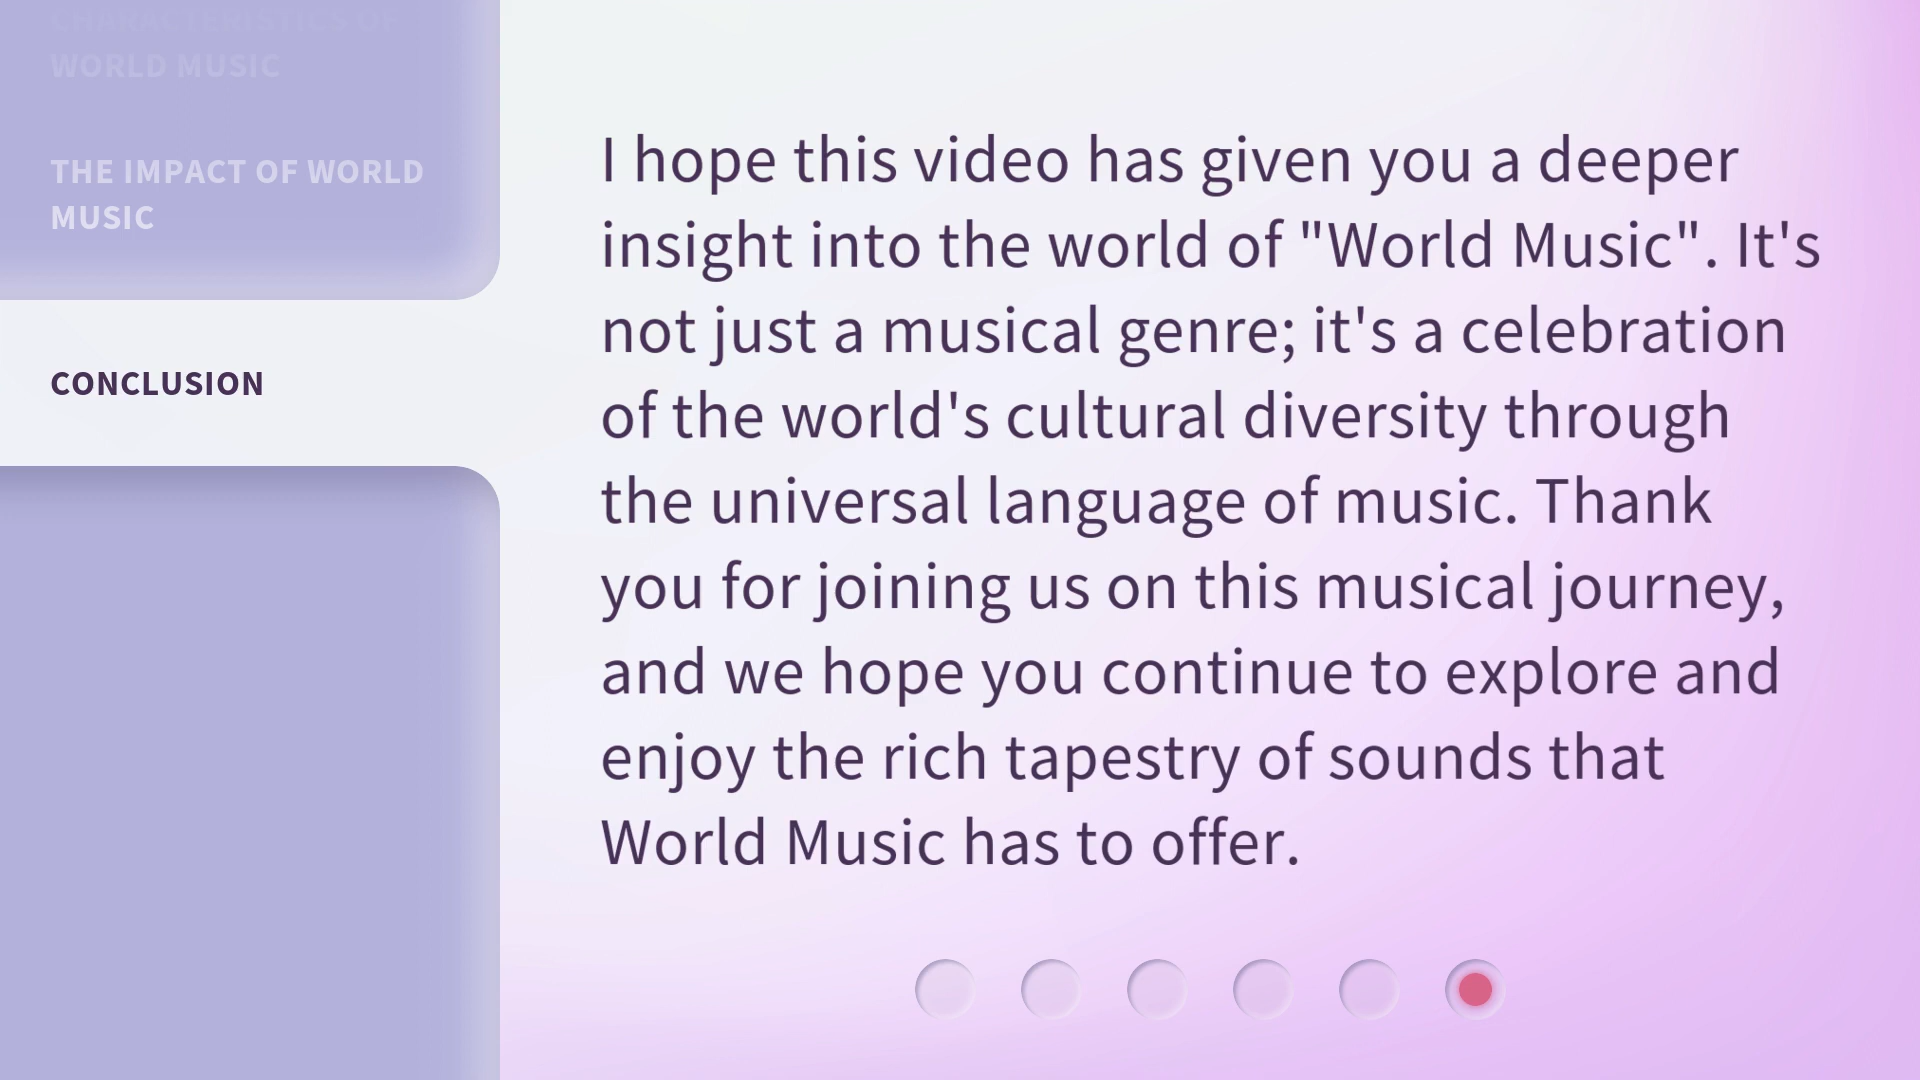 CHARACTERISTICS OF
WORLD MUSIC
THE IMPACT OF WORLD
MUSIC
CONCLUSION
I hope this video has given you a deeper
insight into the world of "World Music". It's
not just a musical genre; it's a celebration
of the world's cultural diversity through
the universal language of music. Thank
you for joining us on this musical journey,
and we hope you continue to explore and
enjoy the rich tapestry of sounds that
World Music has to offer.